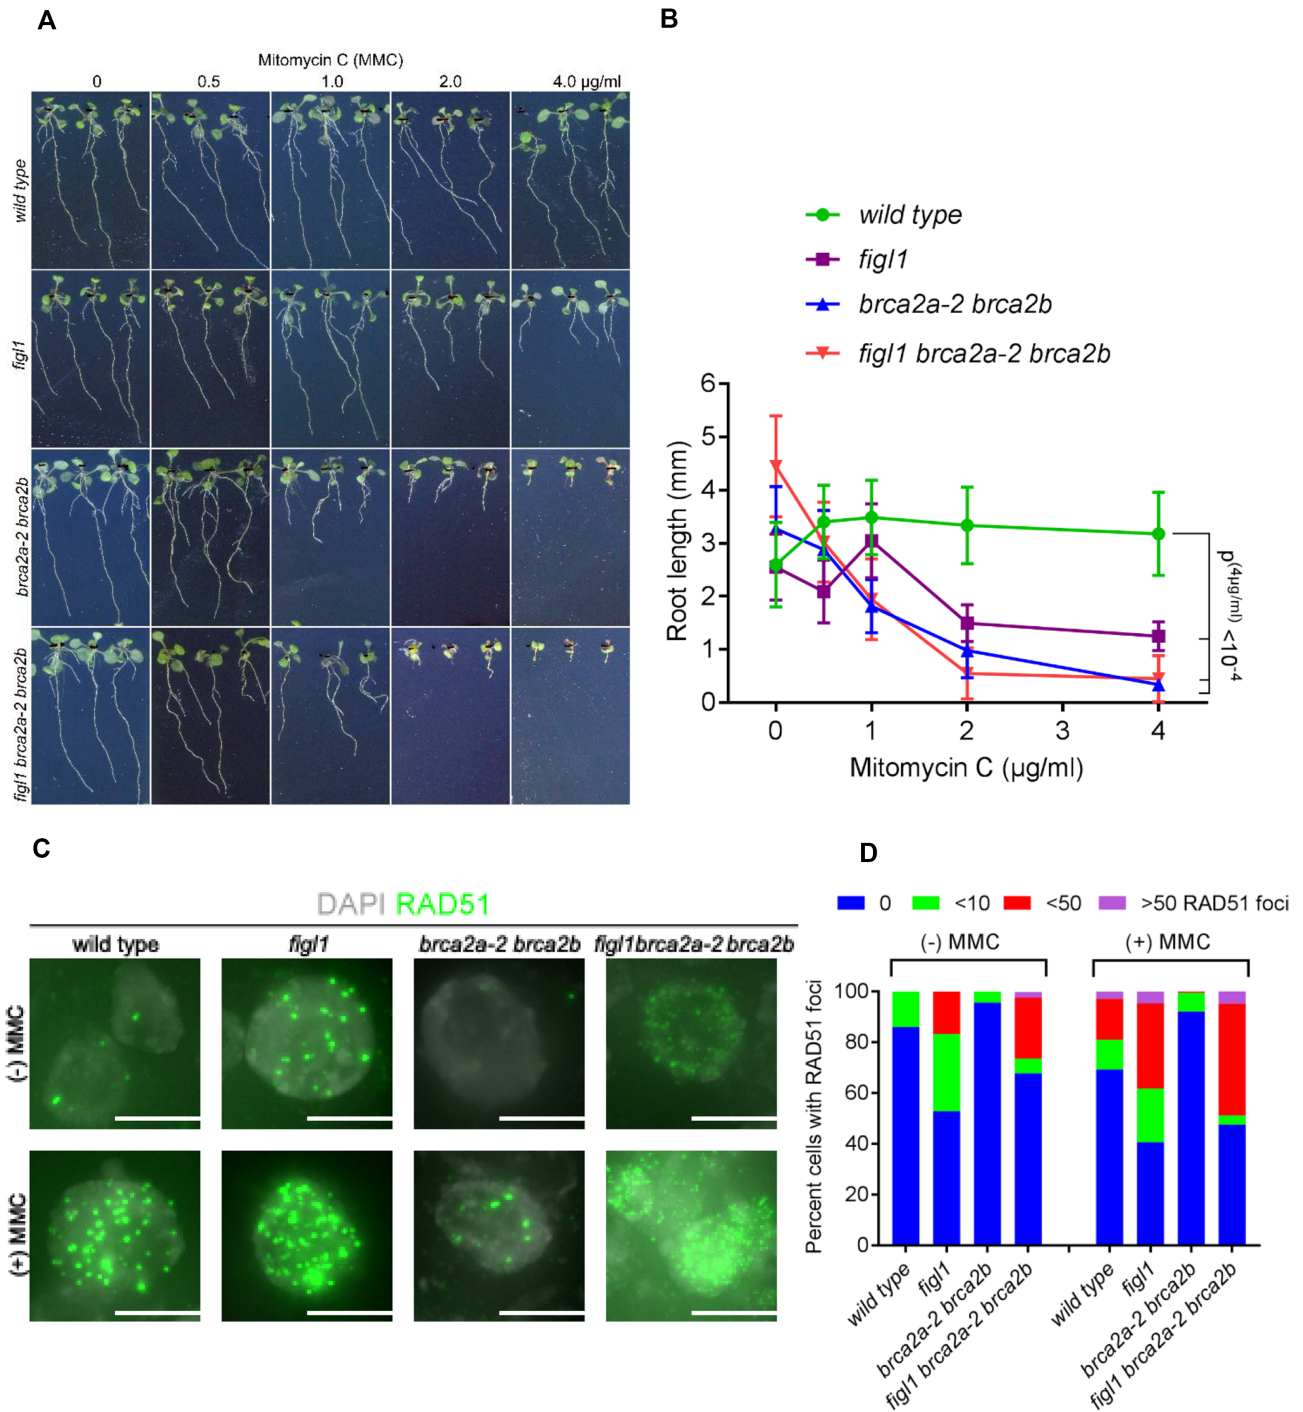 A
Mitomycin C (MMC)
0 0.5 1.0 2.0 4.0 µg/ml
wild type
figl1
brca2a-2 brca2b
figl1 brca2a-2 brca2b
B
wild type
figl1
brca2a-2 brca2b
figl1 brca2a-2 brca2b
Root length (mm)
6
5
4
3
2
1
0
0 1 2 3 4
Mitomycin C (µg/ml)
p(4µg/ml) <10-4
C
DAPI RAD51
wild type figl1 brca2a-2 brca2b figl1brca2a-2 brca2b
(-) MMC
(+) MMC
D
0 <10 <50 >50 RAD51 foci
(-) MMC (+) MMC
Percent cells with RAD51 foci
100
80
60
40
20
0
wild type
figl1
brca2a-2 brca2b
figl1 brca2a-2 brca2b
wild type
figl1
brca2a-2 brca2b
figl1 brca2a-2 brca2b